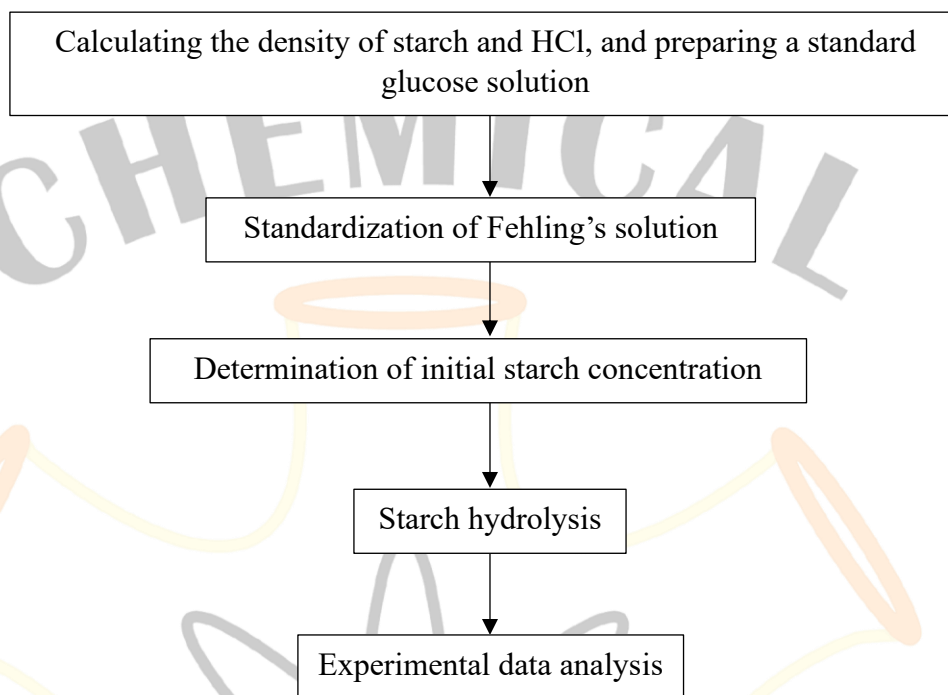 Calculating the density of starch and HCl, and preparing a standard
glucose solution
CHEMICAL
Standardization of Fehling’s solution
Determination of initial starch concentration
Starch hydrolysis
Experimental data analysis